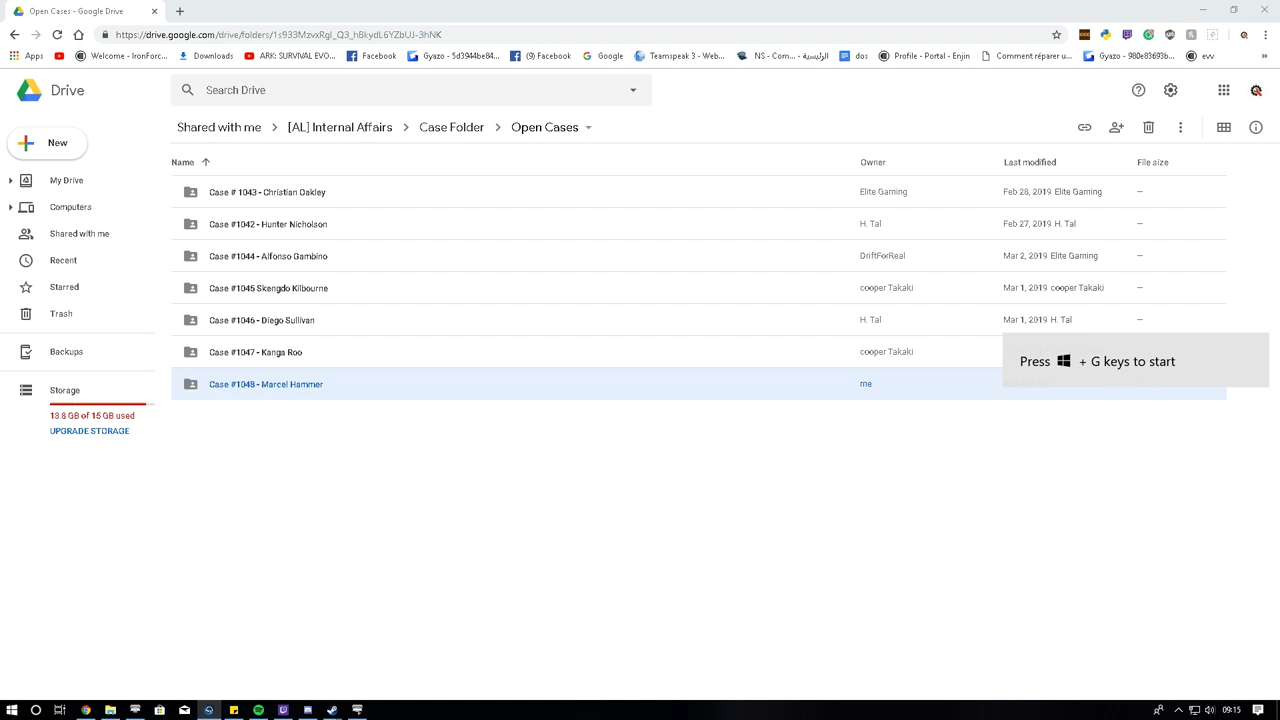 Open Cases - Google Drive
https://drive.google.com/drive/folders/1s933MzvxRgI_Q3_hBkydL6YZbUJ-3hNK
Apps Welcome - IronForc... Downloads ARK: SURVIVAL EVO... Facebook Gyazo - 5d3944be84... (9) Facebook Google Teamspeak 3 - Web... NS - Com... - الرئيسية dos Profile - Portal - Enjin Comment réparer u... Gyazo - 980e83693b... evv »
Drive
Search Drive
New
Shared with me > [AL] Internal Affairs > Case Folder > Open Cases
Name Owner Last modified File size
My Drive
Computers
Shared with me
Recent
Starred
Trash
Backups
Storage
13.8 GB of 15 GB used
UPGRADE STORAGE
Case # 1043 - Christian Oakley Elite Gaming Feb 28, 2019 Elite Gaming –
Case #1042 - Hunter Nicholson H. Tal Feb 27, 2019 H. Tal –
Case #1044 - Alfonso Gambino DriftForReal Mar 2, 2019 Elite Gaming –
Case #1045 Skengdo Kilbourne cooper Takaki Mar 1, 2019 cooper Takaki –
Case #1046 - Diego Sullivan H. Tal Mar 1, 2019 H. Tal –
Case #1047 - Kanga Roo cooper Takaki
Case #1048 - Marcel Hammer me
Press + G keys to start
09:15